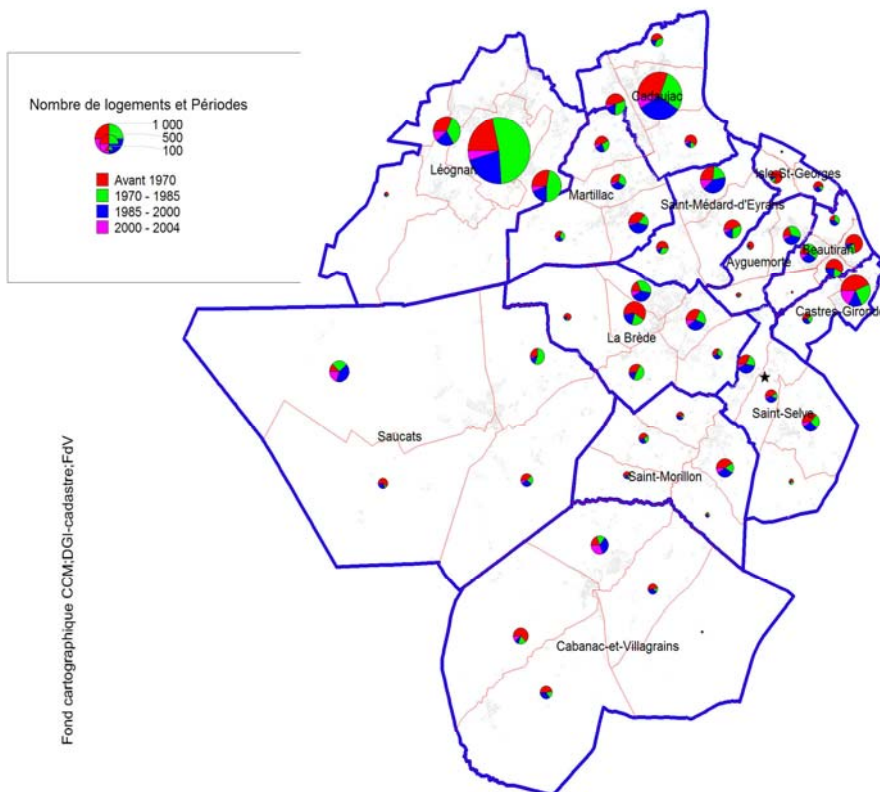 Nombre de logements et Périodes
1 000
500
100
Avant 1970
1970 - 1985
1985 - 2000
2000 - 2004
Cadaujac
Léognan
Martillac
Isle St-Georges
Saint-Médard-d'Eyrans
Beautiran
Ayguemorte
Castres-Gironde
La Brède
Saint-Selve
Saucats
Saint-Morillon
Cabanac-et-Villagrains
Fond cartographique CCM;DGI-cadastre;FdV